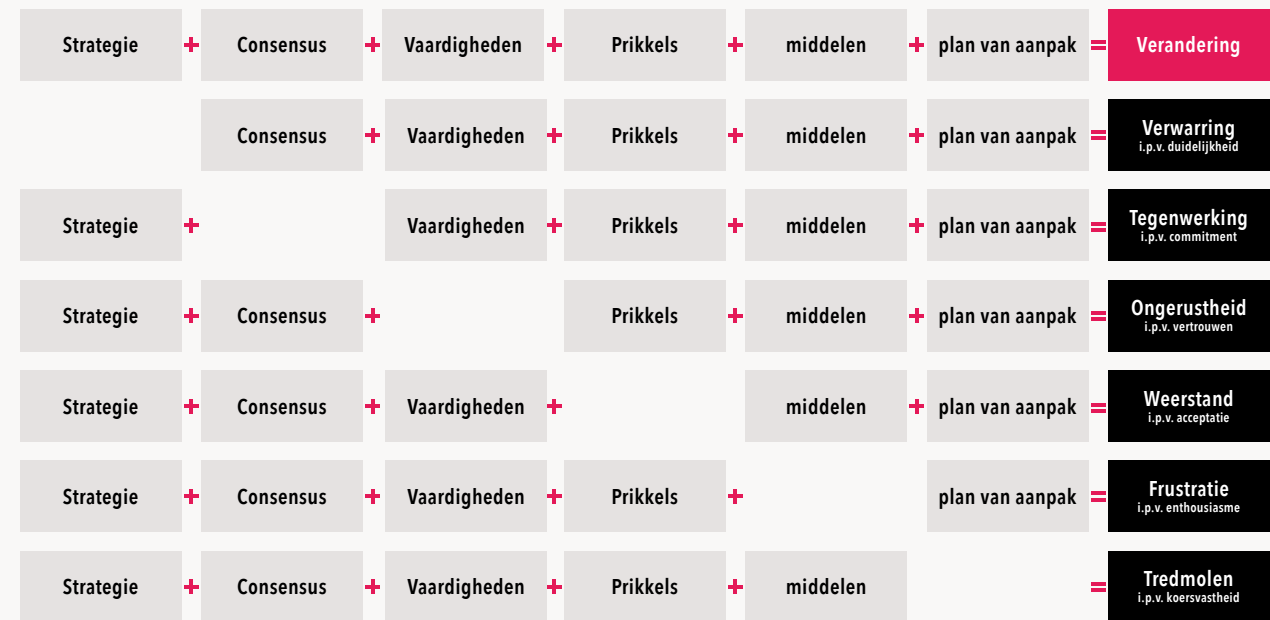 Strategie + Consensus + Vaardigheden + Prikkels + middelen + plan van aanpak = Verandering
Consensus + Vaardigheden + Prikkels + middelen + plan van aanpak = Verwarring
i.p.v. duidelijkheid
Strategie + Vaardigheden + Prikkels + middelen + plan van aanpak = Tegenwerking
i.p.v. commitment
Strategie + Consensus + Prikkels + middelen + plan van aanpak = Ongerustheid
i.p.v. vertrouwen
Strategie + Consensus + Vaardigheden + middelen + plan van aanpak = Weerstand
i.p.v. acceptatie
Strategie + Consensus + Vaardigheden + Prikkels + plan van aanpak = Frustratie
i.p.v. enthousiasme
Strategie + Consensus + Vaardigheden + Prikkels + middelen = Tredmolen
i.p.v. koersvastheid